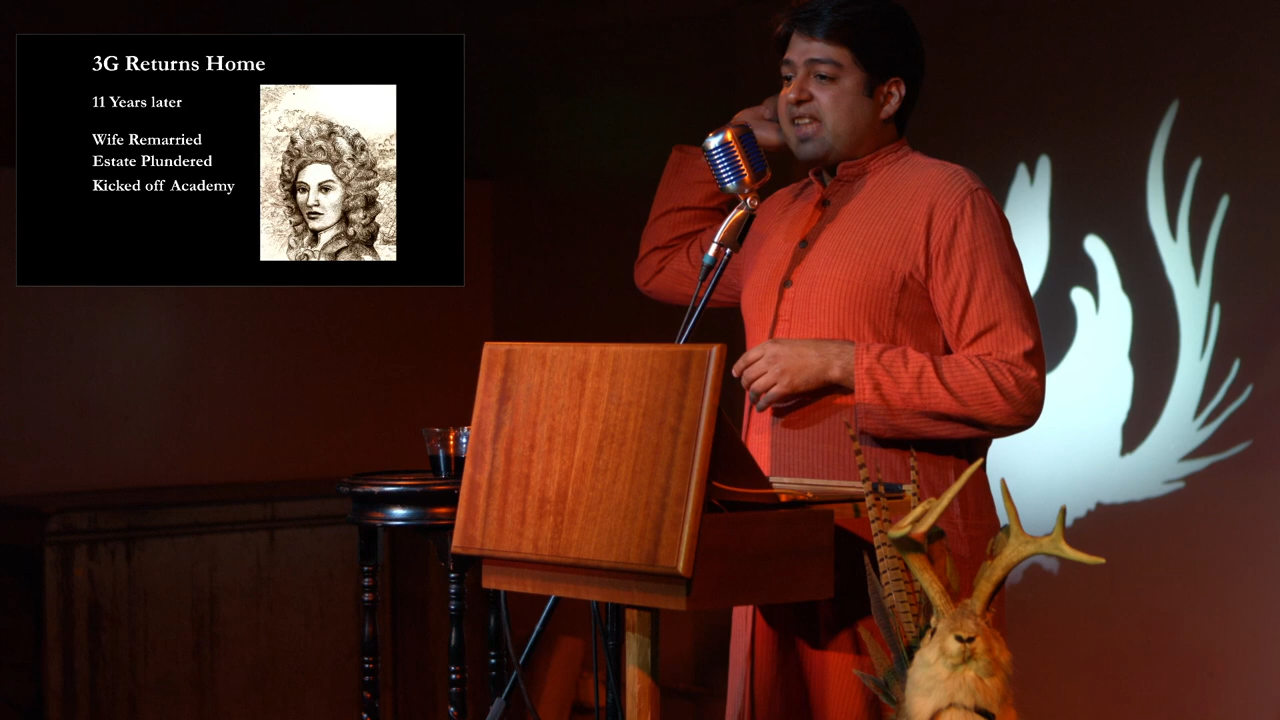 3G Returns Home
11 Years later
Wife Remarried
Estate Plundered
Kicked off Academy